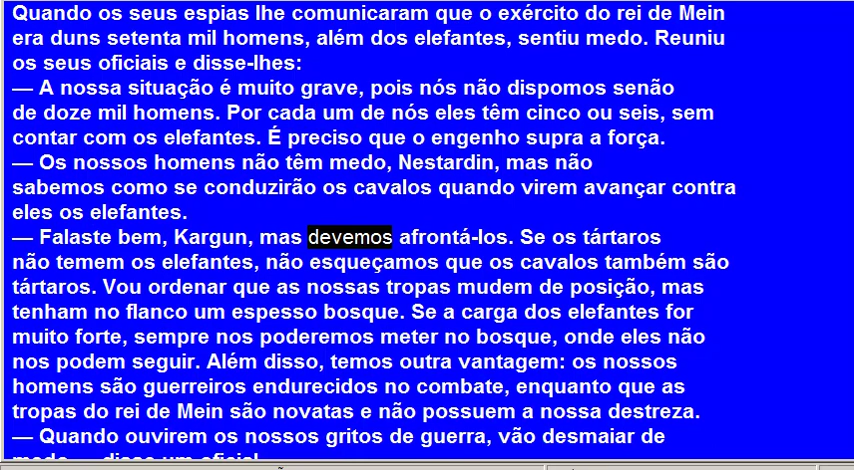 Quando os seus espias lhe comunicaram que o exército do rei de Mein
era duns setenta mil homens, além dos elefantes, sentiu medo. Reuniu
os seus oficiais e disse-lhes:
— A nossa situação é muito grave, pois nós não dispomos senão
de doze mil homens. Por cada um de nós eles têm cinco ou seis, sem
contar com os elefantes. É preciso que o engenho supra a força.
— Os nossos homens não têm medo, Nestardin, mas não
sabemos como se conduzirão os cavalos quando virem avançar contra
eles os elefantes.
— Falaste bem, Kargun, mas devemos afrontá-los. Se os tártaros
não temem os elefantes, não esqueçamos que os cavalos também são
tártaros. Vou ordenar que as nossas tropas mudem de posição, mas
tenham no flanco um espesso bosque. Se a carga dos elefantes for
muito forte, sempre nos poderemos meter no bosque, onde eles não
nos podem seguir. Além disso, temos outra vantagem: os nossos
homens são guerreiros endurecidos no combate, enquanto que as
tropas do rei de Mein são novatas e não possuem a nossa destreza.
— Quando ouvirem os nossos gritos de guerra, vão desmaiar de
medo — disse um oficial